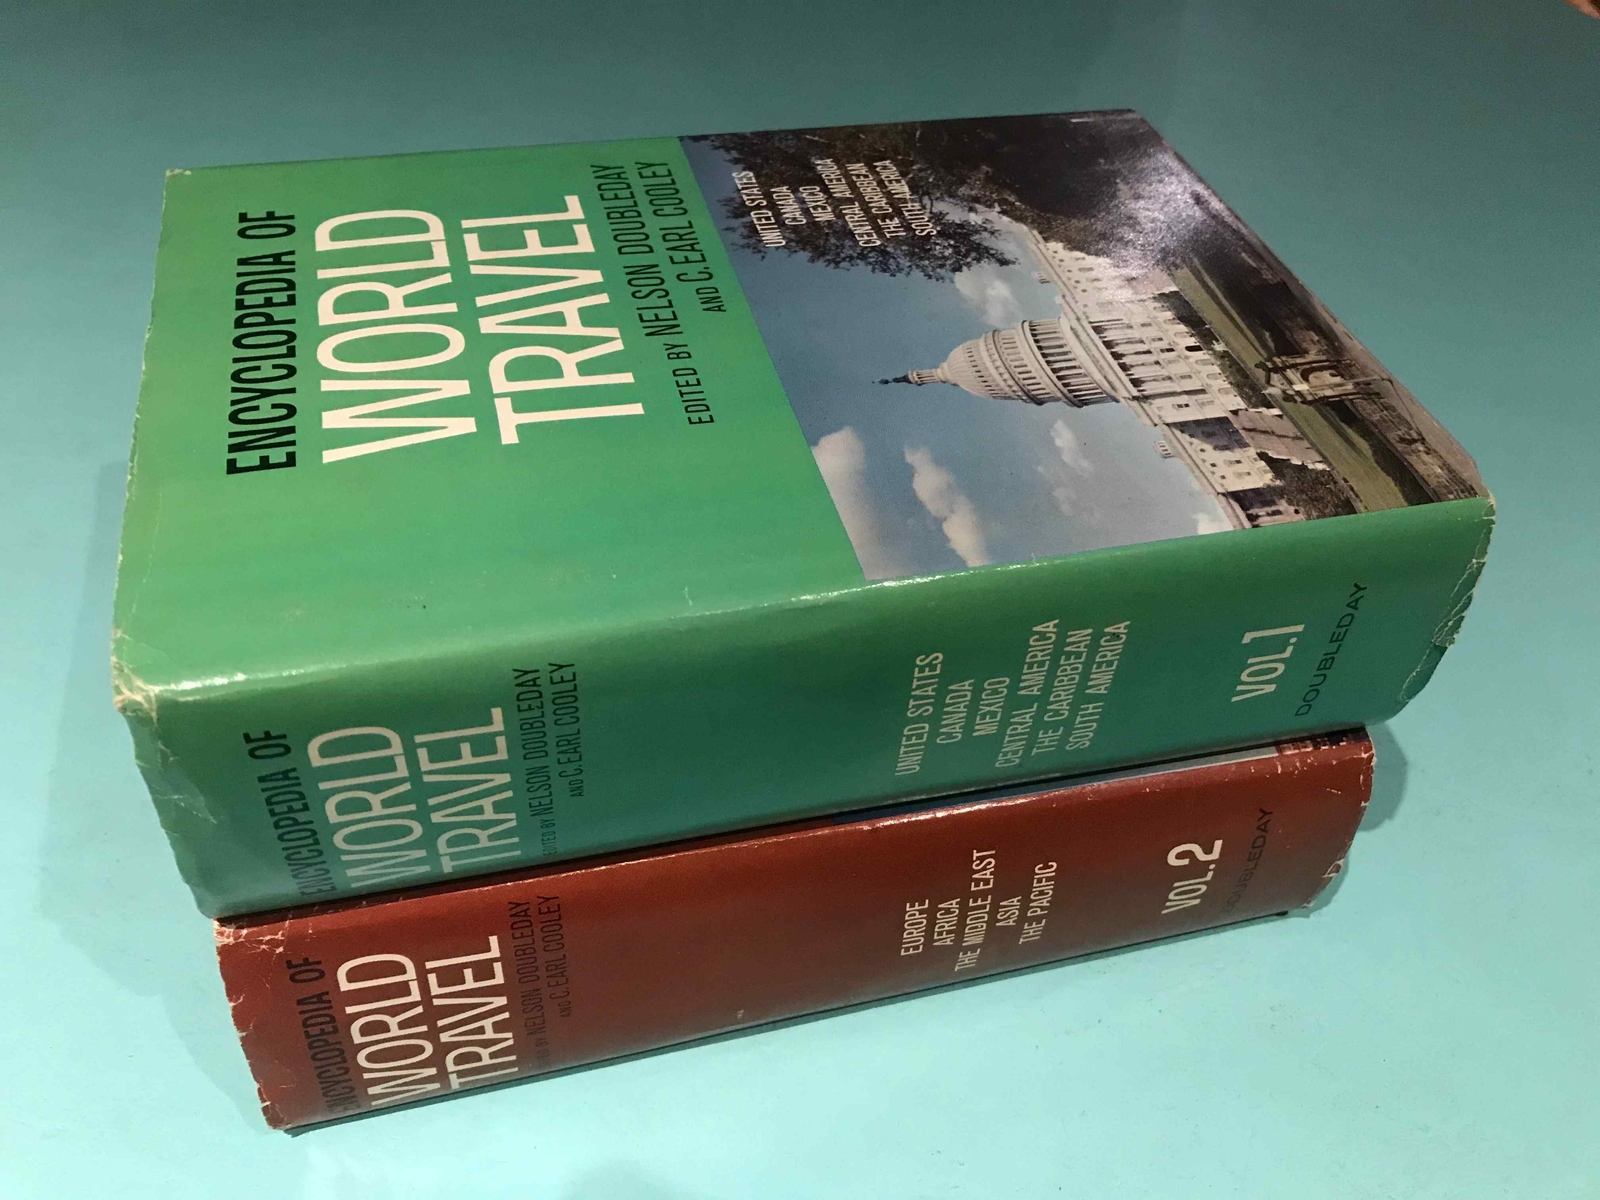 ENCYCLOPEDIA OF
WORLD
TRAVEL
EDITED BY NELSON DOUBLEDAY
AND C. EARL COOLEY
UNITED STATES
CANADA
MEXICO
CENTRAL AMERICA
THE CARIBBEAN
SOUTH AMERICA
ENCYCLOPEDIA OF
WORLD
TRAVEL
EDITED BY NELSON DOUBLEDAY
AND C. EARL COOLEY
UNITED STATES
CANADA
MEXICO
CENTRAL AMERICA
THE CARIBBEAN
SOUTH AMERICA
VOL.1
DOUBLEDAY
ENCYCLOPEDIA OF
WORLD
TRAVEL
EDITED BY NELSON DOUBLEDAY
AND C. EARL COOLEY
EUROPE
AFRICA
THE MIDDLE EAST
ASIA
THE PACIFIC
VOL.2
DOUBLEDAY